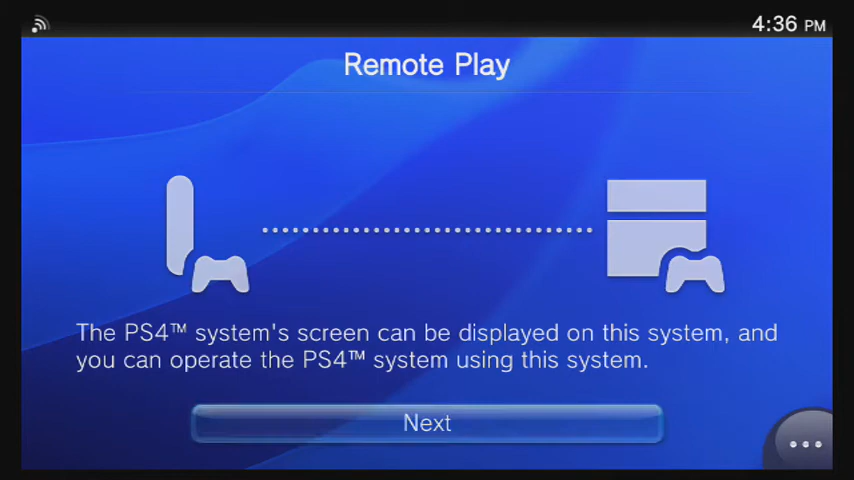 4:36 PM
Remote Play
The PS4™ system's screen can be displayed on this system, and
you can operate the PS4™ system using this system.
Next